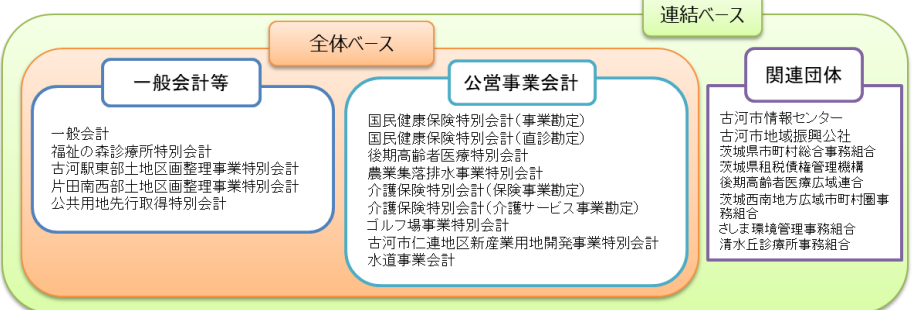 連結ベース
全体ベース
一般会計等
一般会計
福祉の森診療所特別会計
古河駅東部土地区画整理事業特別会計
片田南西部土地区画整理事業特別会計
公共用地先行取得特別会計
公営事業会計
国民健康保険特別会計(事業勘定)
国民健康保険特別会計(直診勘定)
後期高齢者医療特別会計
農業集落排水事業特別会計
介護保険特別会計(保険事業勘定)
介護保険特別会計(介護サービス事業勘定)
ゴルフ場事業特別会計
古河市仁連地区新産業用地開発事業特別会計
水道事業会計
関連団体
古河市情報センター
古河市地域振興公社
茨城県市町村総合事務組合
茨城県租税債権管理機構
後期高齢者医療広域連合
茨城西南地方広域市町村圏事
務組合
さしま環境管理事務組合
清水丘診療所事務組合